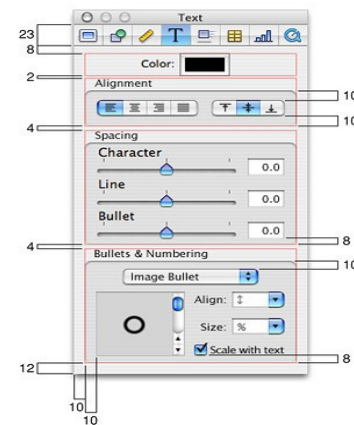 Text
23
8
Color:
2
Alignment
10
10
4
Spacing
Character
0.0
Line
0.0
Bullet
0.0
8
4
Bullets & Numbering
10
Image Bullet
Align:
Size: %
Scale with text
8
12
10
10